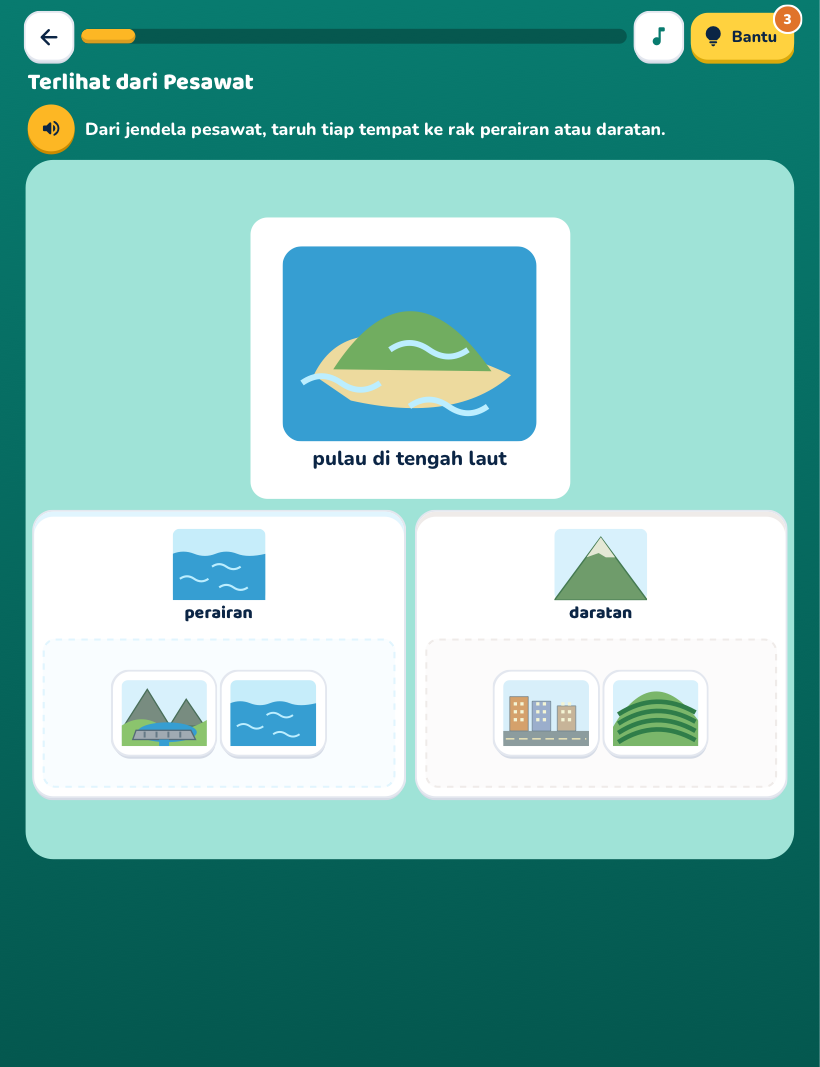 3
Bantu
Terlihat dari Pesawat
Dari jendela pesawat, taruh tiap tempat ke rak perairan atau daratan.
pulau di tengah laut
perairan
daratan